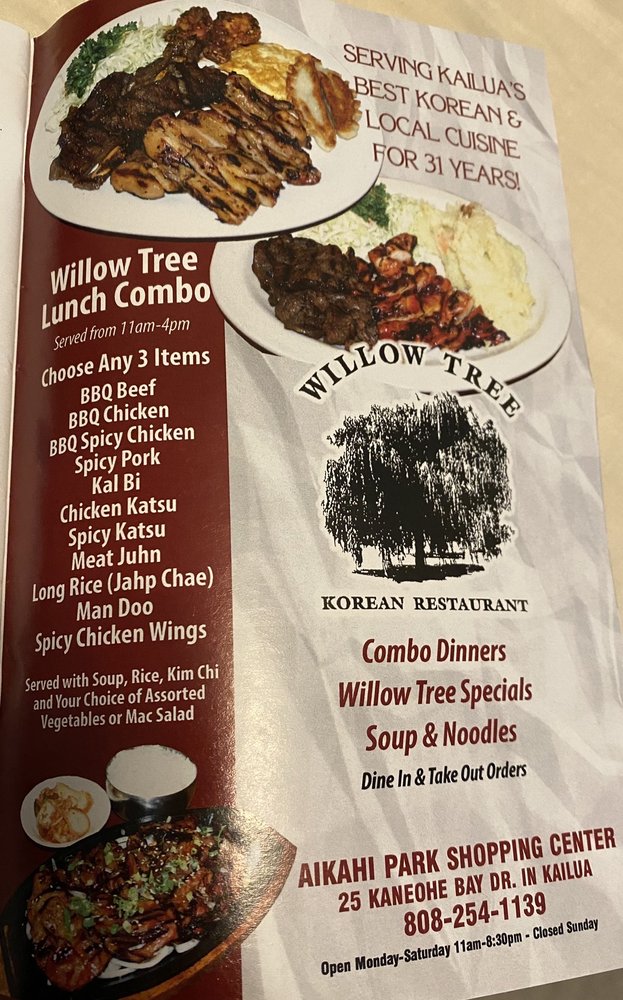 SERVING KAILUA'S
BEST KOREAN &
LOCAL CUISINE
FOR 31 YEARS!
Willow Tree
Lunch Combo
Served from 11am-4pm
Choose Any 3 Items
BBQ Beef
BBQ Chicken
BBQ Spicy Chicken
Spicy Pork
Kal Bi
Chicken Katsu
Spicy Katsu
Meat Juhn
Long Rice (Jahp Chae)
Man Doo
Spicy Chicken Wings
Served with Soup, Rice, Kim Chi
and Your Choice of Assorted
Vegetables or Mac Salad
WILLOW TREE
KOREAN RESTAURANT
Combo Dinners
Willow Tree Specials
Soup & Noodles
Dine In & Take Out Orders
AIKAHI PARK SHOPPING CENTER
25 KANEOHE BAY DR. IN KAILUA
808-254-1139
Open Monday-Saturday 11am-8:30pm - Closed Sunday